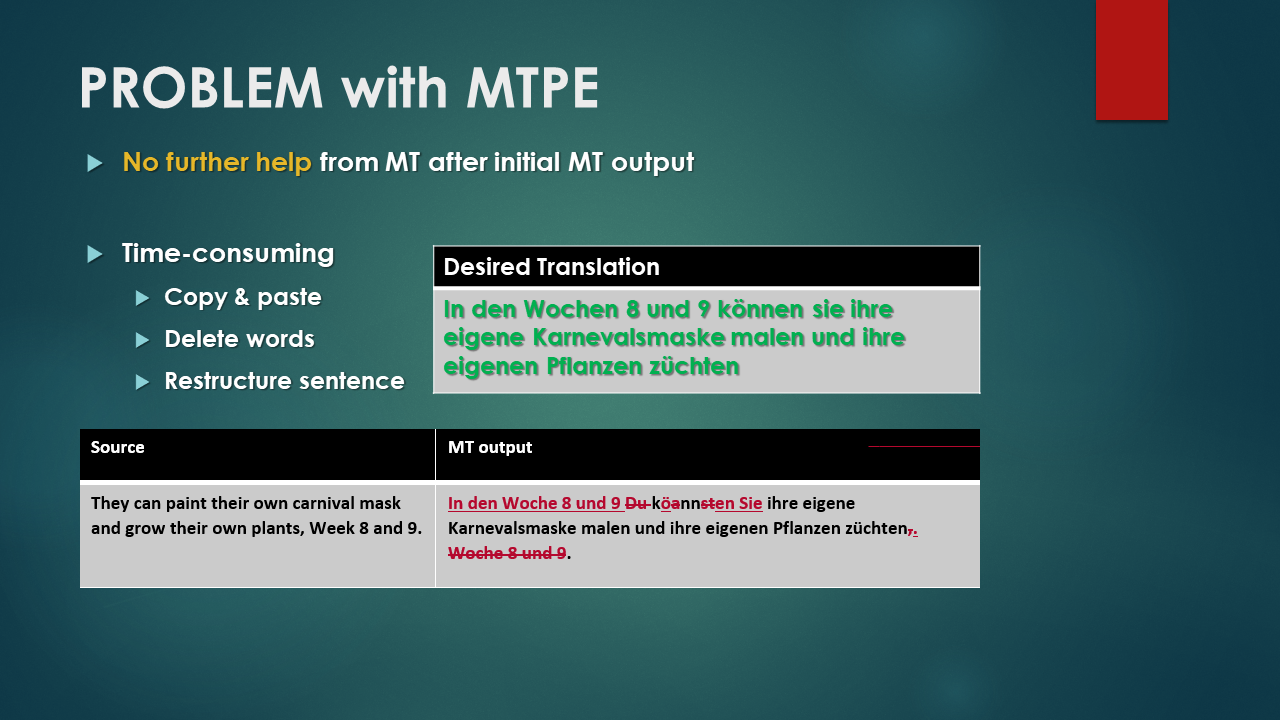 PROBLEM with MTPE
No further help from MT after initial MT output
Time-consuming
Copy & paste
Delete words
Restructure sentence
Desired Translation
In den Wochen 8 und 9 können sie ihre
eigene Karnevalsmaske malen und ihre
eigenen Pflanzen züchten
Source
MT output
They can paint their own carnival mask
and grow their own plants, Week 8 and 9.
In den Woche 8 und 9 Du köannsten Sie ihre eigene
Karnevalsmaske malen und ihre eigenen Pflanzen züchten,.
Woche 8 und 9.